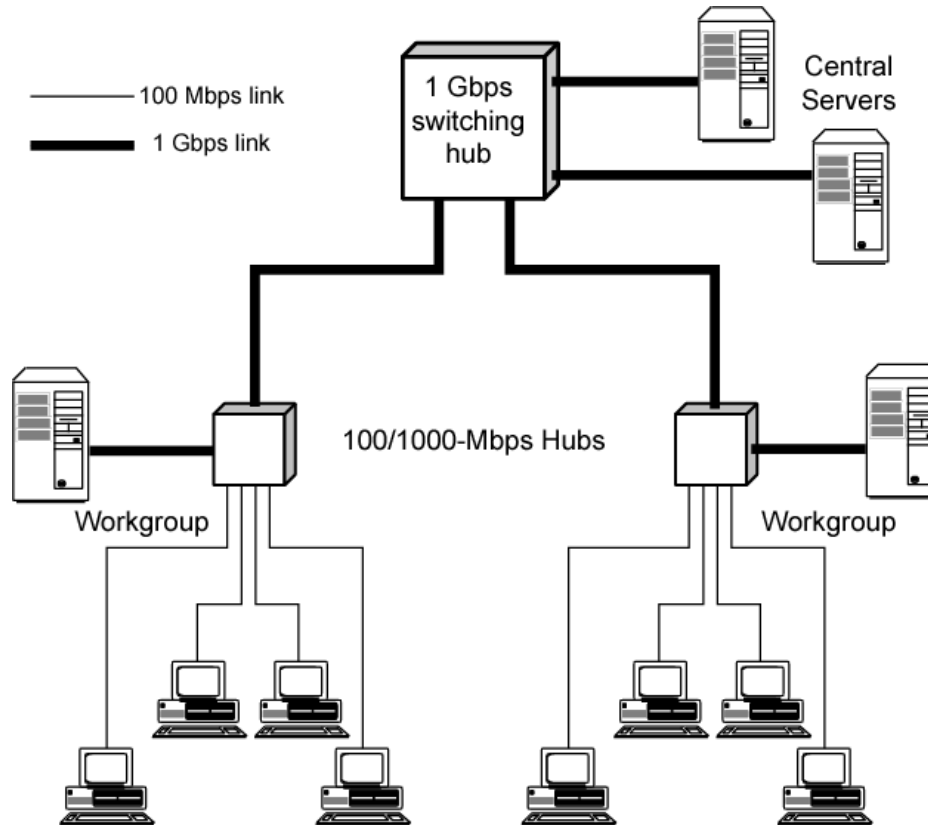 100 Mbps link
1 Gbps link
1 Gbps
switching
hub
Central
Servers
100/1000-Mbps Hubs
Workgroup
Workgroup